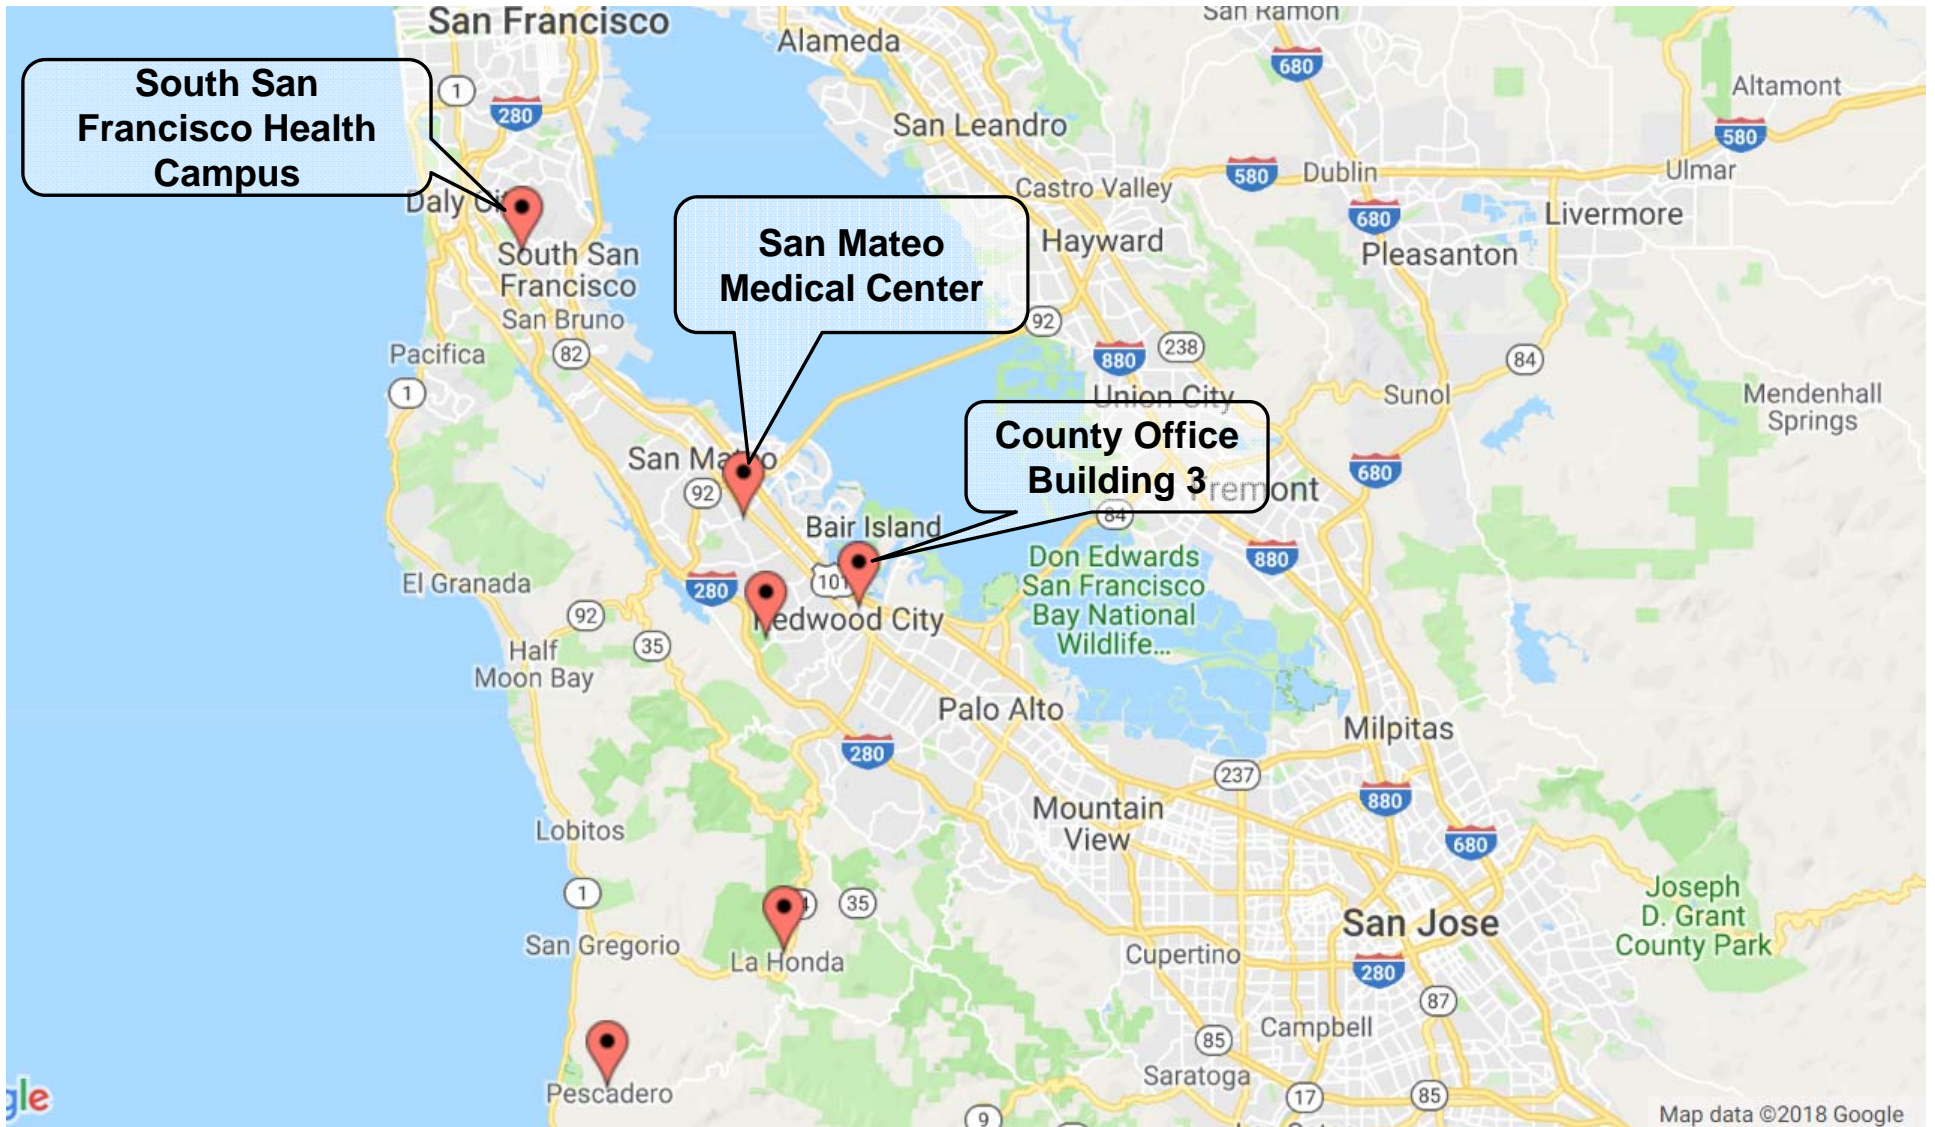 San Francisco
San Ramon
Alameda
680
Altamont
South San
Francisco Health
Campus
1
280
San Leandro
580
Ulmar
580
Dublin
Castro Valley
Daly
680
Livermore
San Mateo
Medical Center
Hayward
Pleasanton
South San
Francisco
San Bruno
92
Pacifica
82
880
238
84
1
Union City
Sunol
Mendenhall
Springs
County Office
Building 3
San Mateo
680
92
Fremont
84
Bair Island
Don Edwards
San Francisco
Bay National
Wildlife...
880
El Granada
280
101
92
Redwood City
35
Half
Moon Bay
Palo Alto
Milpitas
280
237
880
Mountain
View
Lobitos
680
1
35
Joseph
D. Grant
County Park
San Jose
San Gregorio
La Honda
Cupertino
280
87
Campbell
85
Saratoga
Pescadero
17
85
gle
9
Map data ©2018 Google